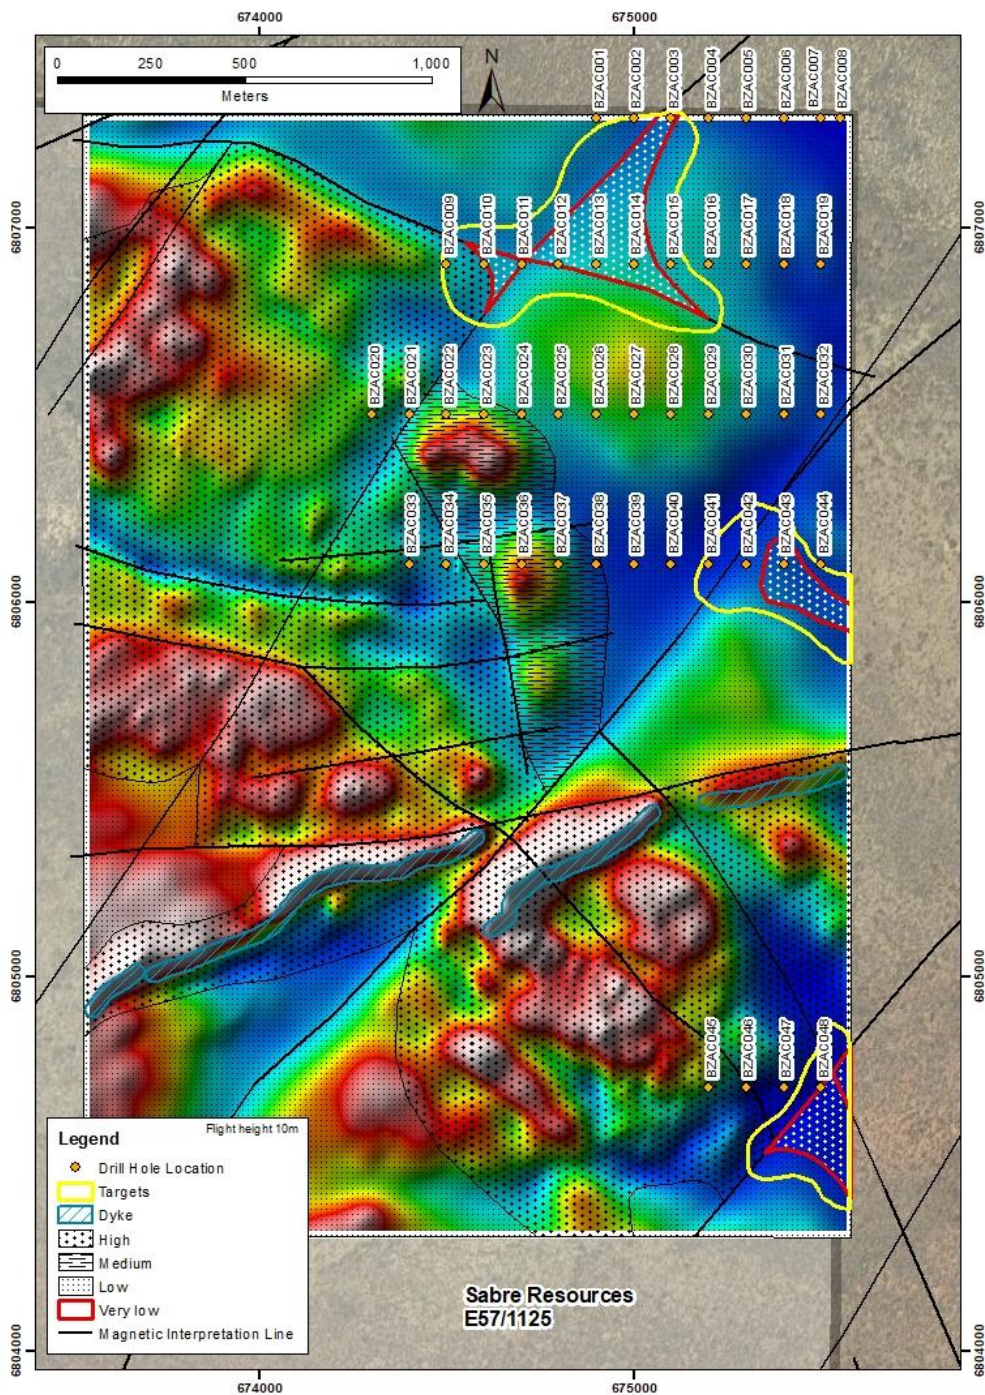 674000
675000
0
250
500
1,000
Meters
N
BZAC001
BZAC002
BZAC003
BZAC004
BZAC005
BZAC006
BZAC007
BZAC008
6807000
6807000
BZAC009
BZAC010
BZAC011
BZAC012
BZAC013
BZAC014
BZAC015
BZAC016
BZAC017
BZAC018
BZAC019
BZAC020
BZAC021
BZAC022
BZAC023
BZAC024
BZAC025
BZAC026
BZAC027
BZAC028
BZAC029
BZAC030
BZAC031
BZAC032
BZAC033
BZAC034
BZAC035
BZAC036
BZAC037
BZAC038
BZAC039
BZAC040
BZAC041
BZAC042
BZAC043
BZAC044
6806000
6806000
6805000
6805000
BZAC045
BZAC046
BZAC047
BZAC048
Flight height 10m
Legend
Drill Hole Location
Targets
Dyke
High
Medium
Low
Very low
Magnetic Interpretation Line
Sabre Resources
E57/1125
6804000
6804000
674000
675000